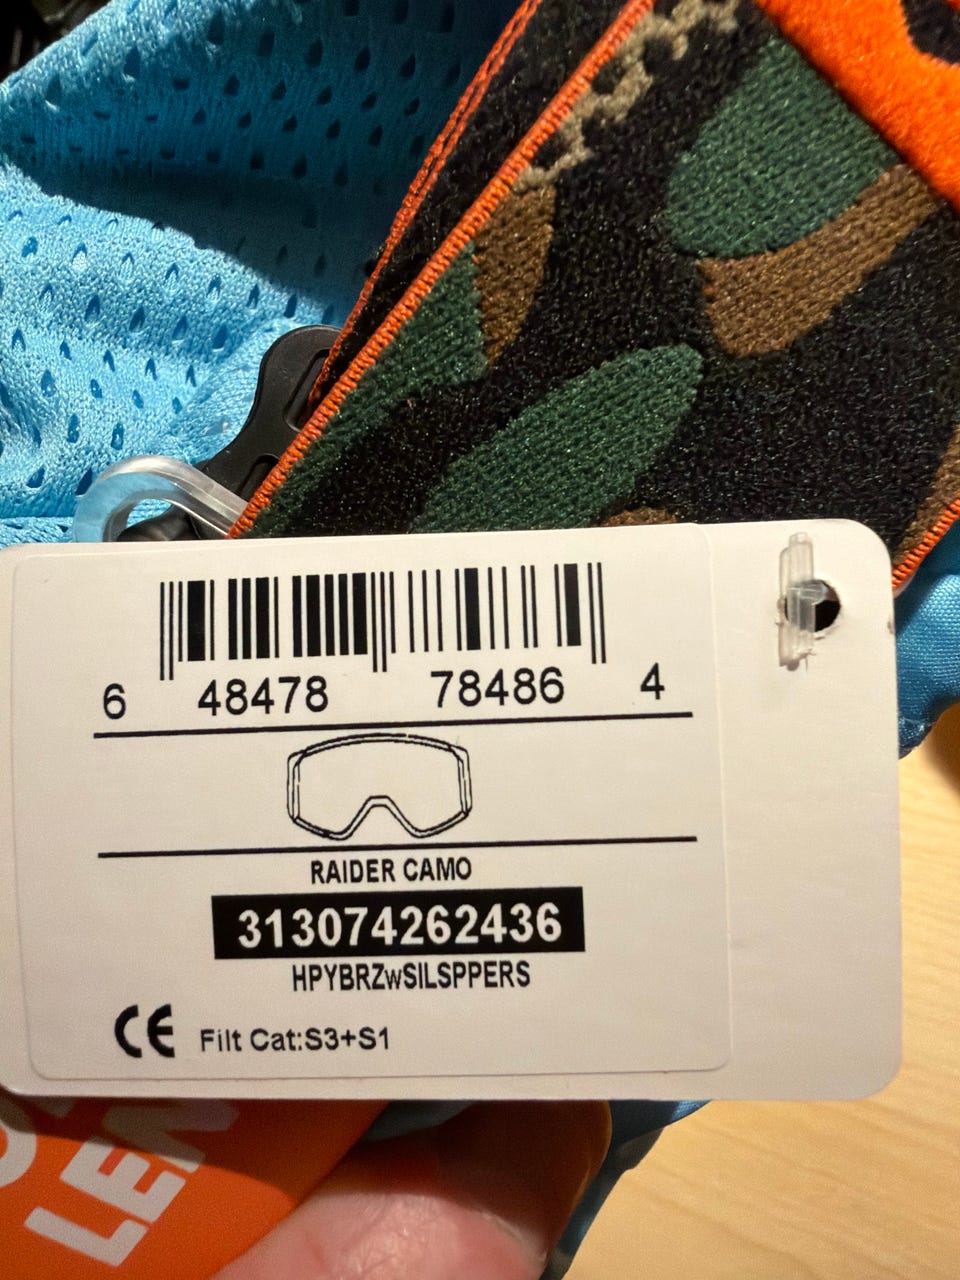 6 48478 78486 4
RAIDER CAMO
313074262436
HPYBRZwSILSPPERS
CE Filt Cat:S3+S1